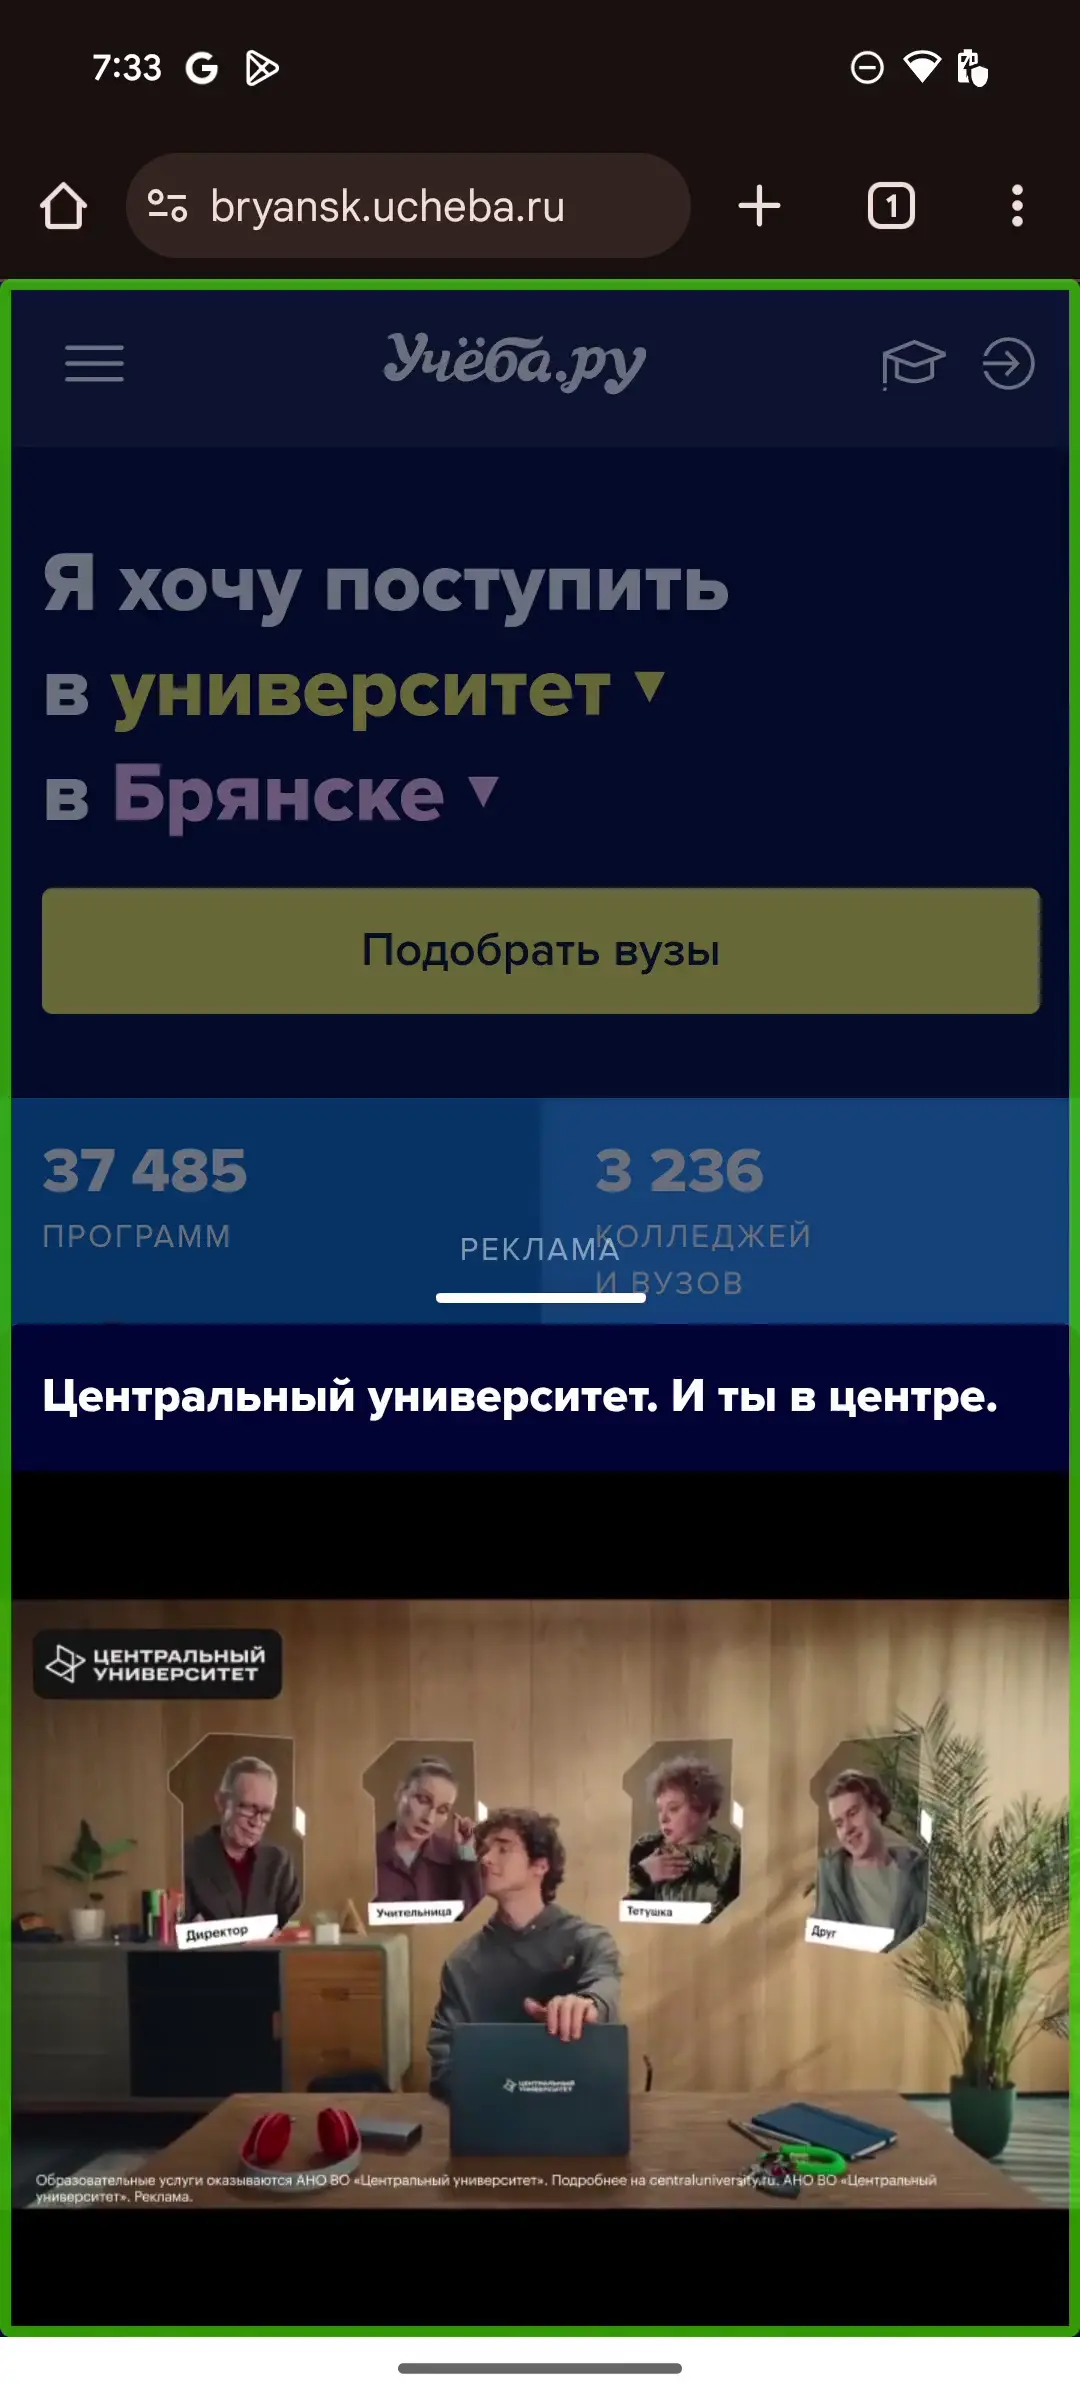 7:33
bryansk.ucheba.ru
1
Учёба.ру
Я хочу поступить
в университет
в Брянске
Подобрать вузы
37 485
ПРОГРАММ
3 236
КОЛЛЕДЖЕЙ
И ВУЗОВ
РЕКЛАМА
Центральный университет. И ты в центре.
ЦЕНТРАЛЬНЫЙ
УНИВЕРСИТЕТ
Директор
Учительница
Тетушка
Друг
ЦЕНТРАЛЬНЫЙ
УНИВЕРСИТЕТ
Образовательные услуги оказываются АНО ВО «Центральный университет». Подробнее на centraluniversity.ru. АНО ВО «Центральный
университет». Реклама.